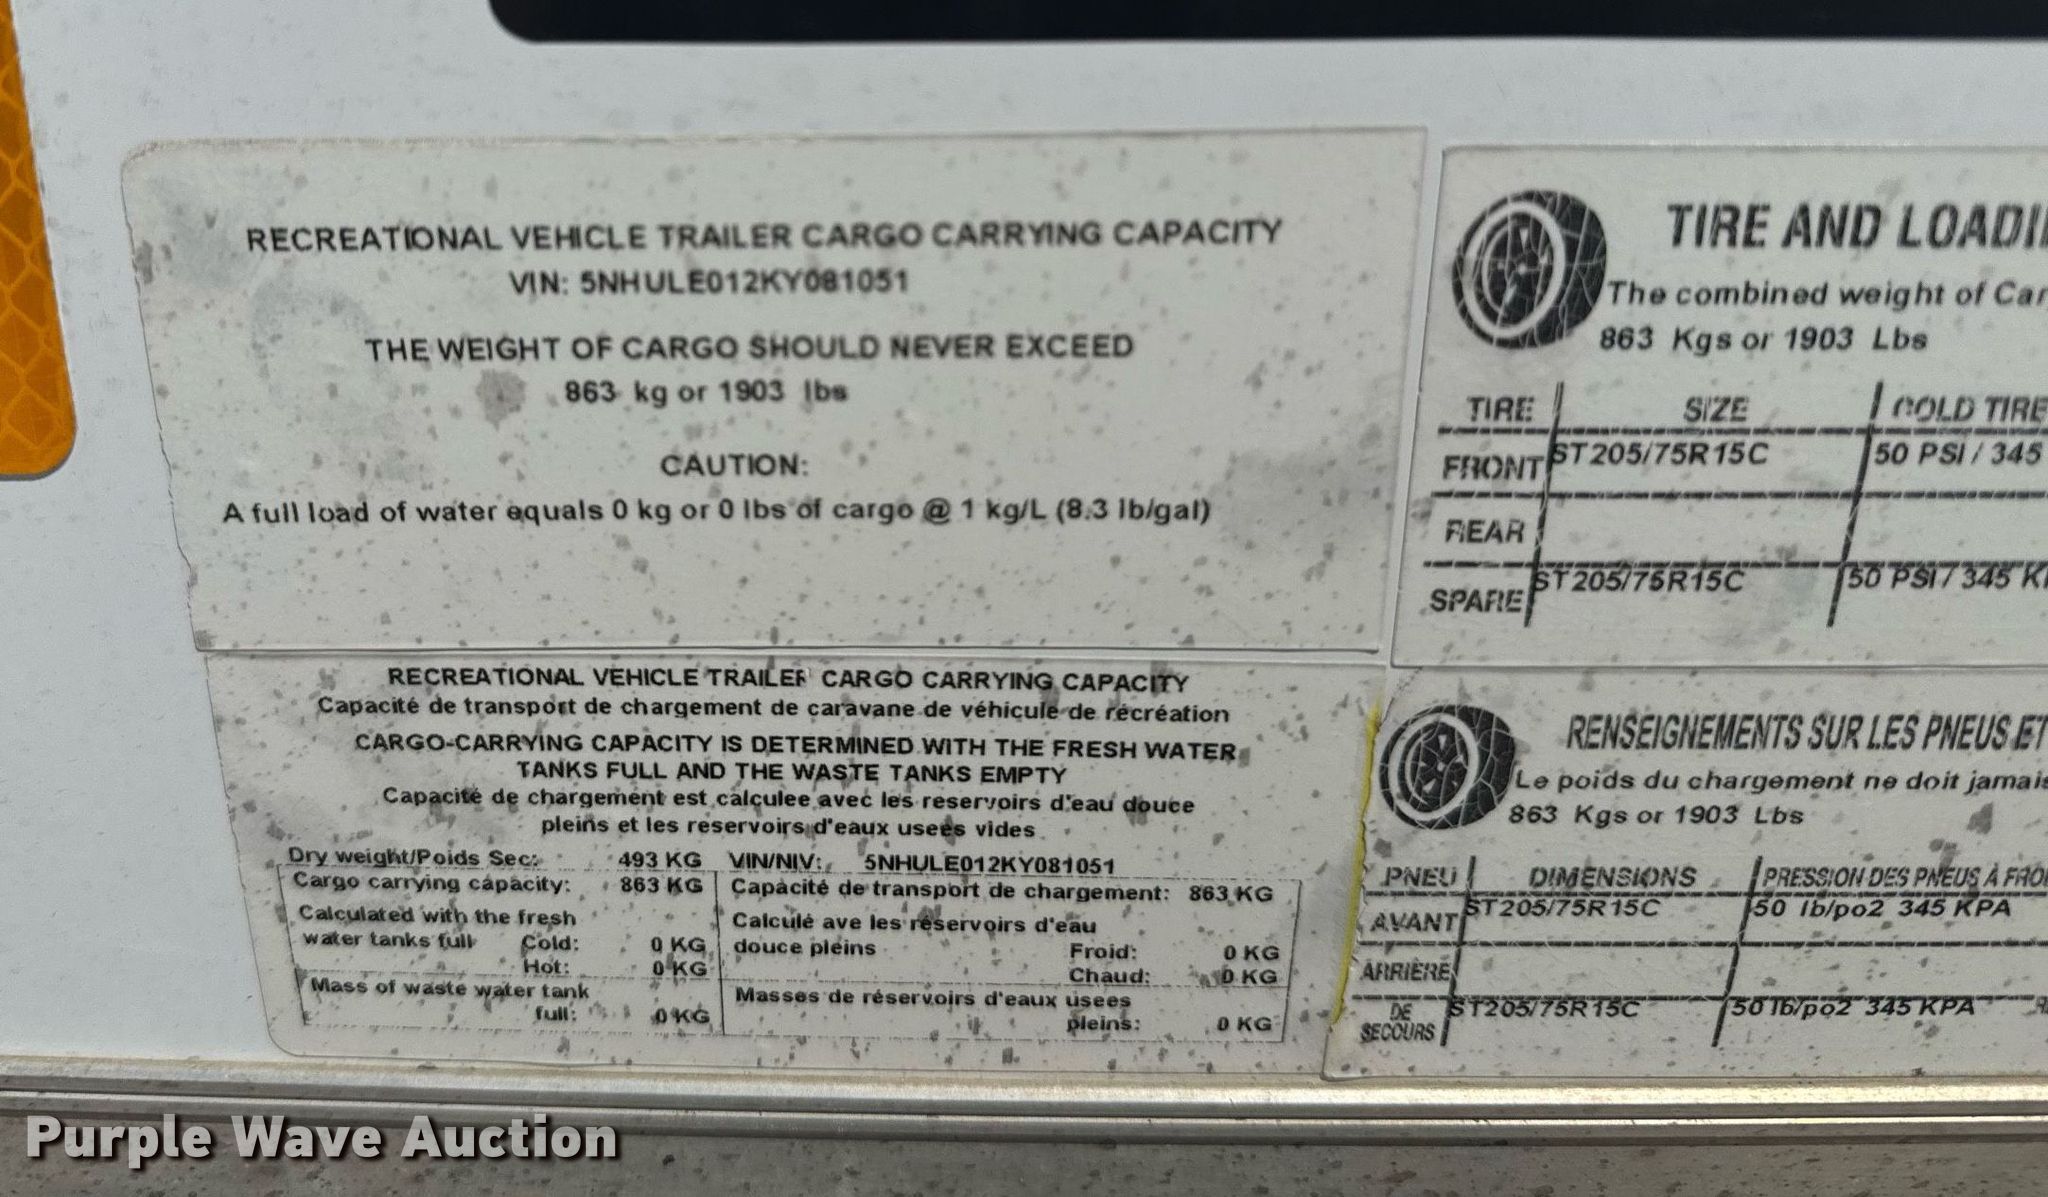 RECREATIONAL VEHICLE TRAILER CARGO CARRYING CAPACITY
VIN: 5NHULE012KY081051
THE WEIGHT OF CARGO SHOULD NEVER EXCEED
863 kg or 1903 lbs
CAUTION:
A full load of water equals 0 kg or 0 lbs of cargo @ 1 kg/L (8.3 lb/gal)
RECREATIONAL VEHICLE TRAILER CARGO CARRYING CAPACITY
Capacité de transport de chargement de caravane de véhicule de récréation
CARGO-CARRYING CAPACITY IS DETERMINED WITH THE FRESH WATER
TANKS FULL AND THE WASTE TANKS EMPTY
Capacité de chargement est calculee avec les reservoirs d'eau douce
pleins et les reservoirs d'eaux usees vides
Dry weight/Poids Sec: 493 KG VIN/NIV: 5NHULE012KY081051
Cargo carrying capacity: 863 KG
Calculated with the fresh
water tanks full Cold: 0 KG
Hot: 0 KG
Mass of waste water tank
full: 0 KG
Capacité de transport de chargement: 863 KG
Calculé ave les réservoirs d'eau
douce pleins Froid: 0 KG
Chaud: 0 KG
Masses de réservoirs d'eaux usees
pleins: 0 KG
TIRE AND LOADI
The combined weight of Car
863 Kgs or 1903 Lbs
TIRE SIZE COLD TIRE
FRONT ST205/75R15C 50 PSI / 345
REAR
SPARE ST205/75R15C 50 PSI / 345 K
RENSEIGNEMENTS SUR LES PNEUS ET
Le poids du chargement ne doit jamais
863 Kgs or 1903 Lbs
PNEU DIMENSIONS PRESSION DES PNEUS À FROI
AVANT ST205/75R15C 50 lb/po2 345 KPA
ARRIÈRE
DE SECOURS ST205/75R15C 50 lb/po2 345 KPA
Purple Wave Auction